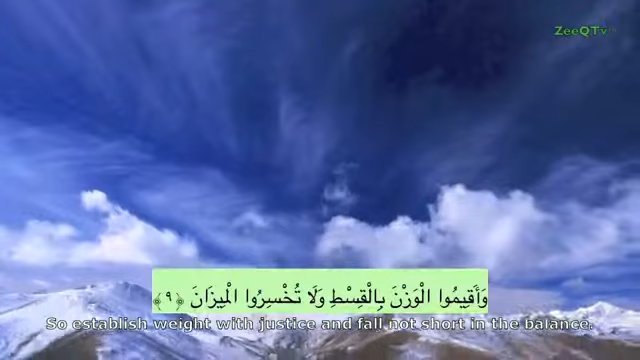 ZeeQTv
وَأَقِيمُوا الْوَزْنَ بِالْقِسْطِ وَلَا تُخْسِرُوا الْمِيزَانَ ﴿٩﴾
So establish weight with justice and fall not short in the balance.